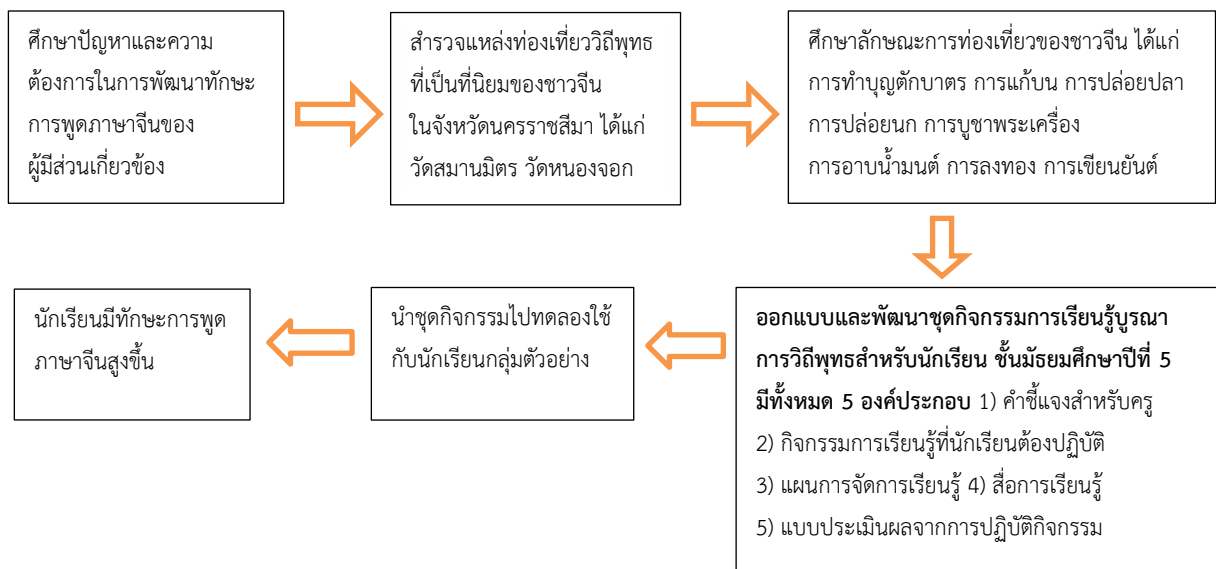 ศึกษาปัญหาและความ
ต้องการในการพัฒนาทักษะ
การพูดภาษาจีนของ
ผู้มีส่วนเกี่ยวข้อง
สำรวจแหล่งท่องเที่ยววิถีพุทธ
ที่เป็นที่นิยมของชาวจีน
ในจังหวัดนครราชสีมา ได้แก่
วัดสมานมิตร วัดหนองจอก
ศึกษาลักษณะการท่องเที่ยวของชาวจีน ได้แก่
การทำบุญตักบาตร การแก้บน การปล่อยปลา
การปล่อยนก การบูชาพระเครื่อง
การอาบน้ำมนต์ การลงทอง การเขียนยันต์
ออกแบบและพัฒนาชุดกิจกรรมการเรียนรู้บูรณา
การวิถีพุทธสำหรับนักเรียน ชั้นมัธยมศึกษาปีที่ 5
มีทั้งหมด 5 องค์ประกอบ 1) คำชี้แจงสำหรับครู
2) กิจกรรมการเรียนรู้ที่นักเรียนต้องปฏิบัติ
3) แผนการจัดการเรียนรู้ 4) สื่อการเรียนรู้
5) แบบประเมินผลจากการปฏิบัติกิจกรรม
นำชุดกิจกรรมไปทดลองใช้
กับนักเรียนกลุ่มตัวอย่าง
นักเรียนมีทักษะการพูด
ภาษาจีนสูงขึ้น